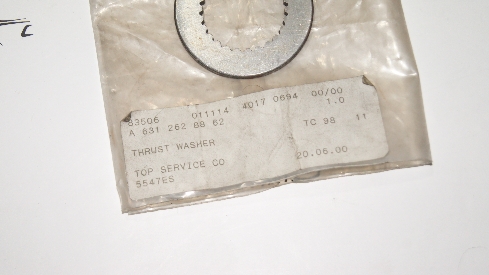 C
83506 011114 4017 0694 00/00
A 631 262 88 62 1.0
THRUST WASHER TC 98 11
TOP SERVICE CO
5547ES 20.06.00